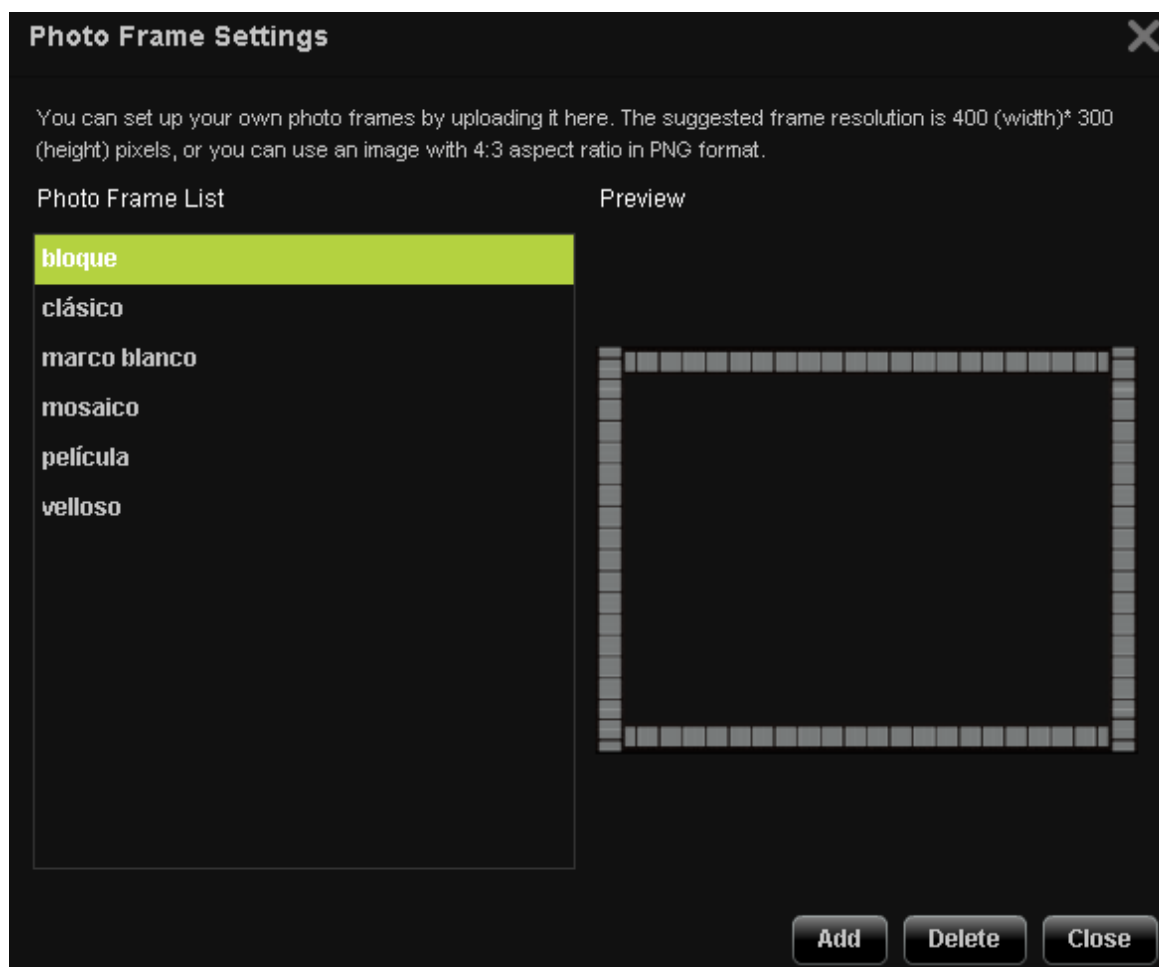 Photo Frame Settings
You can set up your own photo frames by uploading it here. The suggested frame resolution is 400 (width)* 300
(height) pixels, or you can use an image with 4:3 aspect ratio in PNG format.
Photo Frame List
Preview
bloque
clásico
marco blanco
mosaico
película
velloso
Add
Delete
Close